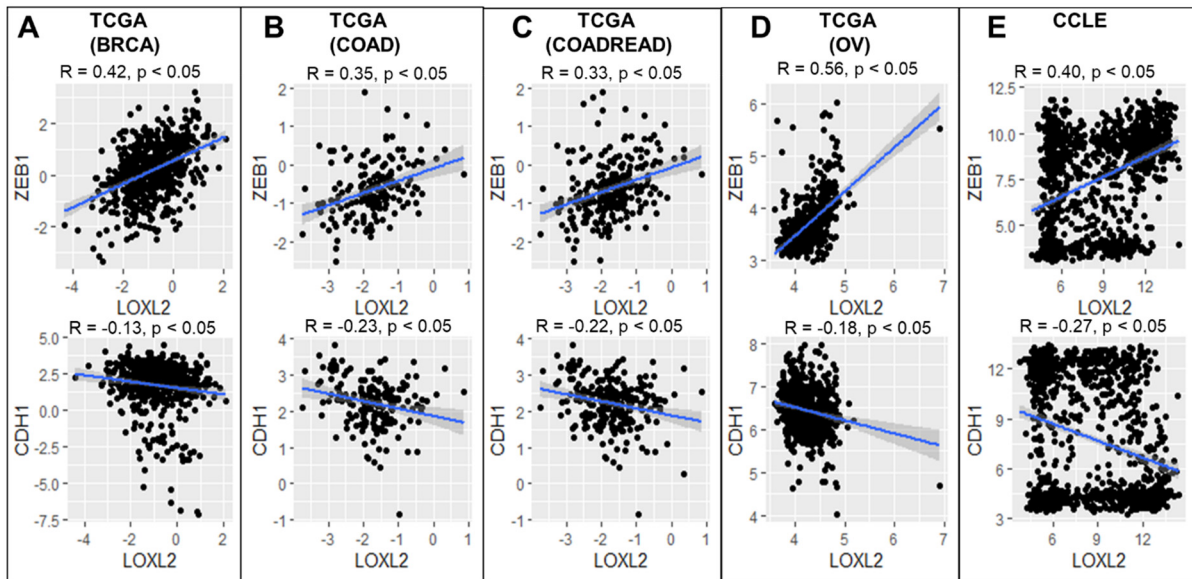 A TCGA (BRCA)
R = 0.42, p < 0.05
ZEB1
2
0
-2
-4 -2 0 2
LOXL2
R = -0.13, p < 0.05
CDH1
5.0
2.5
0.0
-2.5
-5.0
-7.5
-4 -2 0 2
LOXL2
B TCGA (COAD)
R = 0.35, p < 0.05
ZEB1
2
1
0
-1
-2
-3 -2 -1 0 1
LOXL2
R = -0.23, p < 0.05
CDH1
4
3
2
1
0
-1
-3 -2 -1 0 1
LOXL2
C TCGA (COADREAD)
R = 0.33, p < 0.05
ZEB1
2
1
0
-1
-2
-3 -2 -1 0 1
LOXL2
R = -0.22, p < 0.05
CDH1
4
3
2
1
0
-1
-3 -2 -1 0 1
LOXL2
D TCGA (OV)
R = 0.56, p < 0.05
ZEB1
6
5
4
3
4 5 6 7
LOXL2
R = -0.18, p < 0.05
CDH1
8
7
6
5
4
4 5 6 7
LOXL2
E CCLE
R = 0.40, p < 0.05
ZEB1
12.5
10.0
7.5
5.0
6 9 12
LOXL2
R = -0.27, p < 0.05
CDH1
12
9
6
3
6 9 12
LOXL2